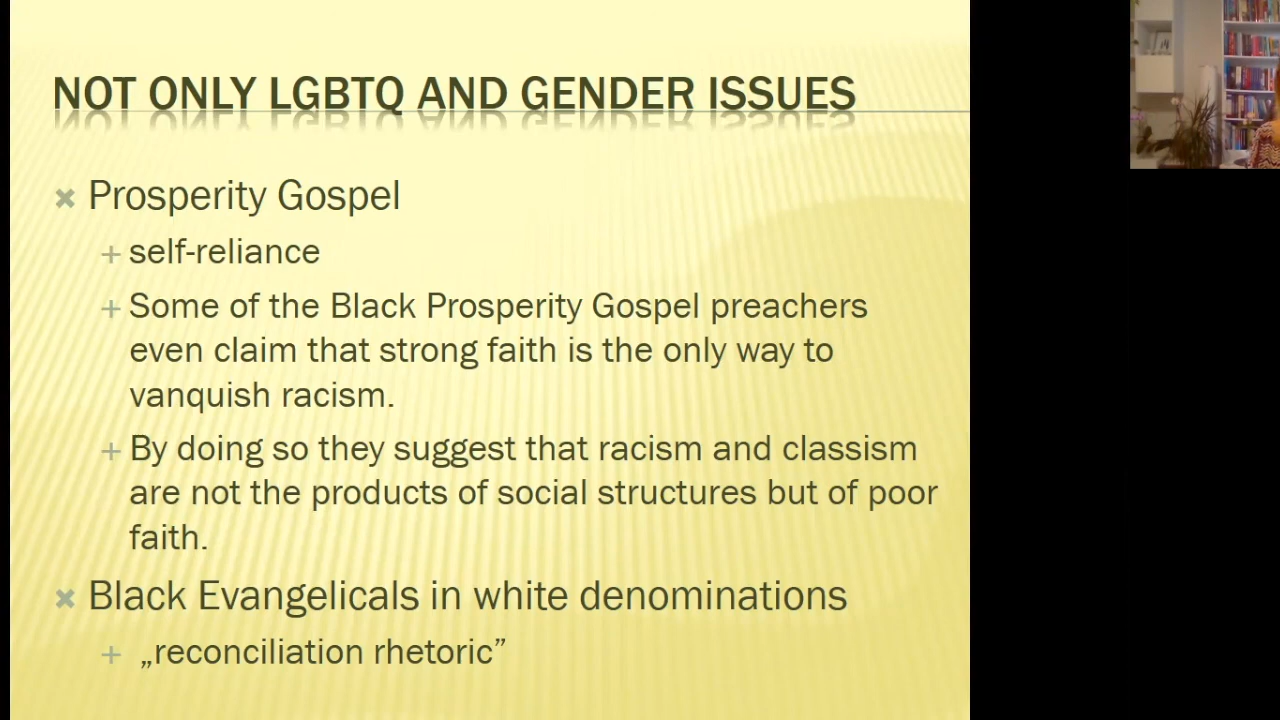 NOT ONLY LGBTQ AND GENDER ISSUES
Prosperity Gospel
self-reliance
Some of the Black Prosperity Gospel preachers
even claim that strong faith is the only way to
vanquish racism.
By doing so they suggest that racism and classism
are not the products of social structures but of poor
faith.
Black Evangelicals in white denominations
„reconciliation rhetoric”